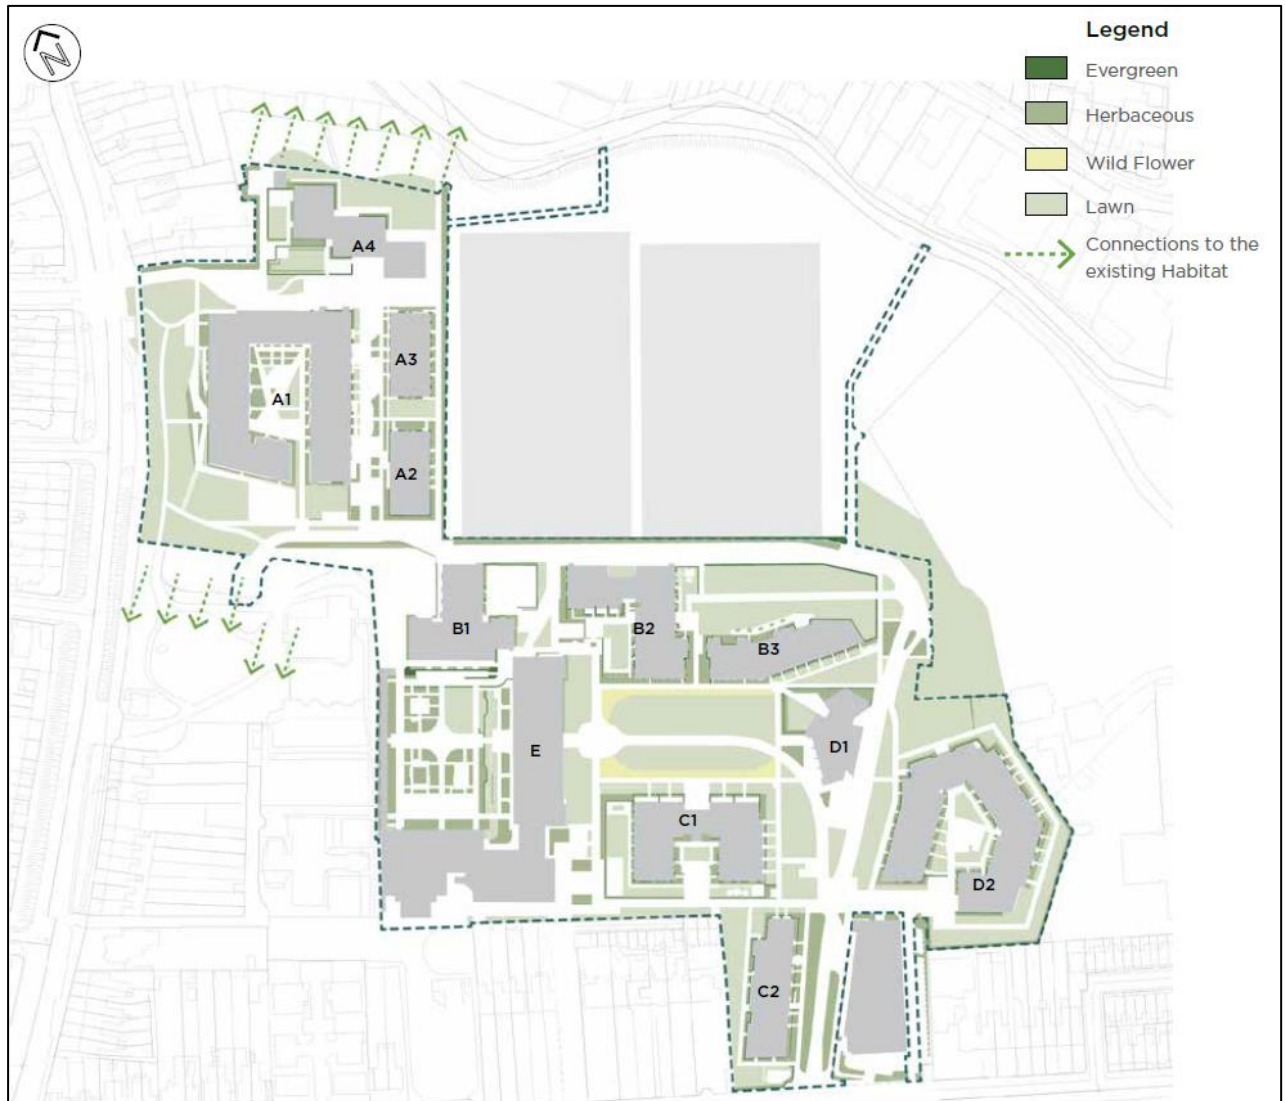 N
Legend
Evergreen
Herbaceous
Wild Flower
Lawn
Connections to the
existing Habitat
A4
A3
A1
A2
B1
B2
B3
E
D1
C1
D2
C2